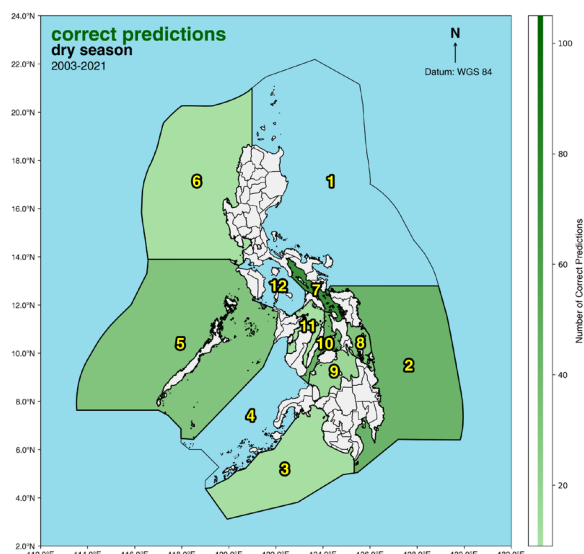 correct predictions
dry season
2003-2021
N
Datum: WGS 84
24.0°N
22.0°N
20.0°N
18.0°N
16.0°N
14.0°N
12.0°N
10.0°N
8.0°N
6.0°N
4.0°N
2.0°N
1
2
3
4
5
6
7
8
9
10
11
12
100
80
60
40
20
Number of Correct Predictions